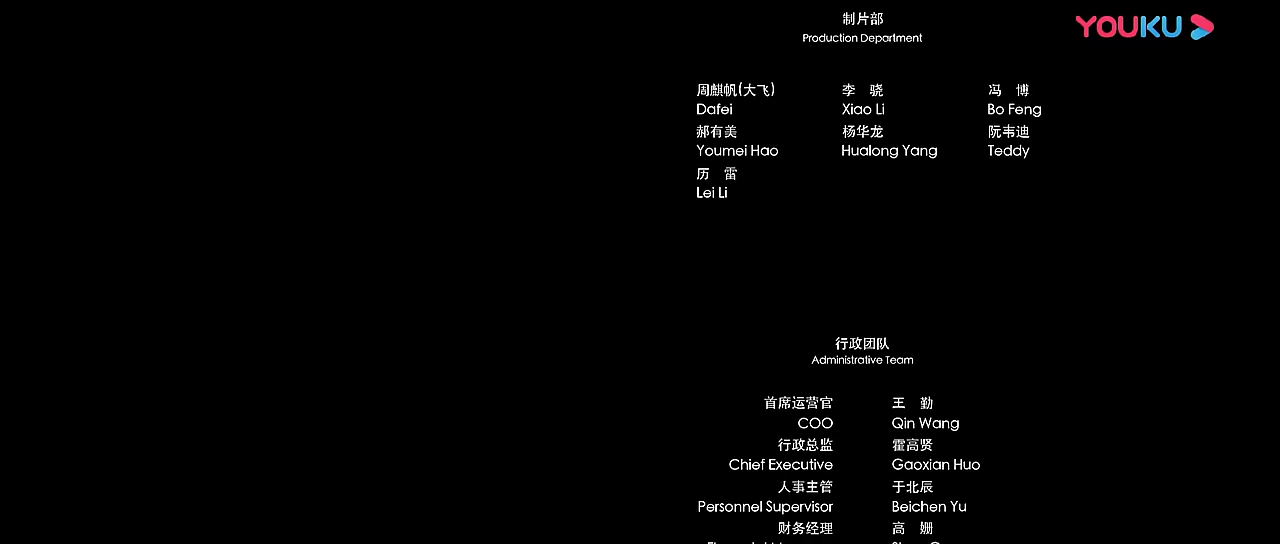 制片部
Production Department
YOUKU
周麒帆(大飞) 李 骁 冯 博
Dafei Xiao Li Bo Feng
郝有美 杨华龙 阮韦迪
Youmei Hao Hualong Yang Teddy
历 雷
Lei Li
行政团队
Administrative Team
首席运营官 王 勤
COO Qin Wang
行政总监 霍高贤
Chief Executive Gaoxian Huo
人事主管 于北辰
Personnel Supervisor Beichen Yu
财务经理 高 姗